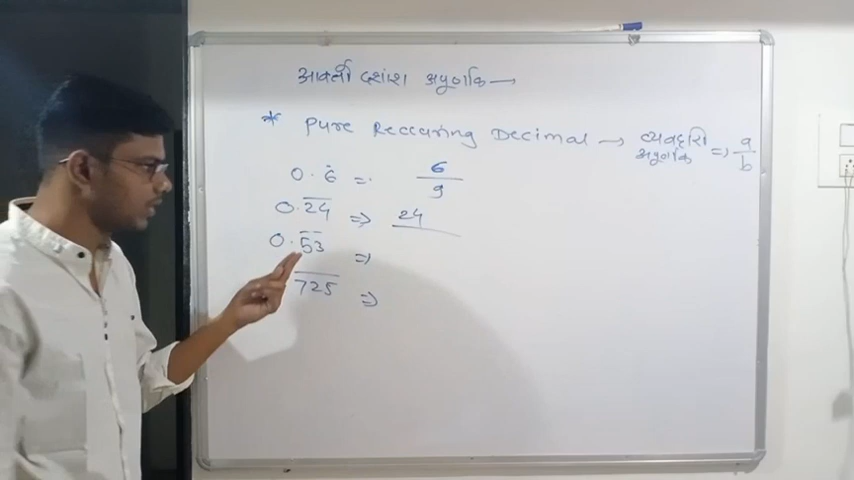 आवर्ती दशांश अपूर्णांक →
* Pure Reccuring Decimal → व्यवहारि अपूर्णांक => a/b
0.6̇ =. 6/9
0.2̅4̅ => 24
0.5̅3̅ =>
7̅2̅5̅ =>